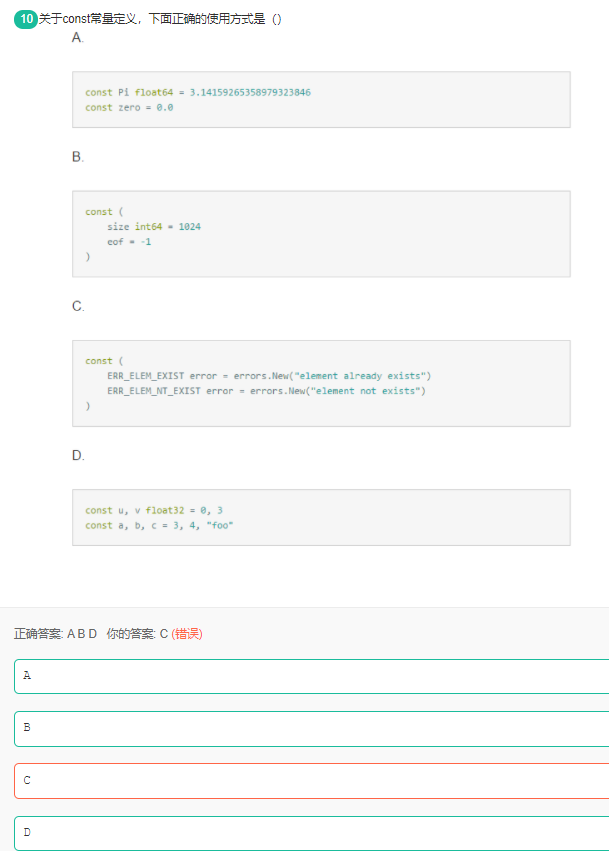 10 关于const常量定义，下面正确的使用方式是（）
A.
const Pi float64 = 3.14159265358979323846
const zero = 0.0
B.
const (
size int64 = 1024
eof = -1
)
C.
const (
ERR_ELEM_EXIST error = errors.New("element already exists")
ERR_ELEM_NT_EXIST error = errors.New("element not exists")
)
D.
const u, v float32 = 0, 3
const a, b, c = 3, 4, "foo"
正确答案: A B D 你的答案: C (错误)
A
B
C
D